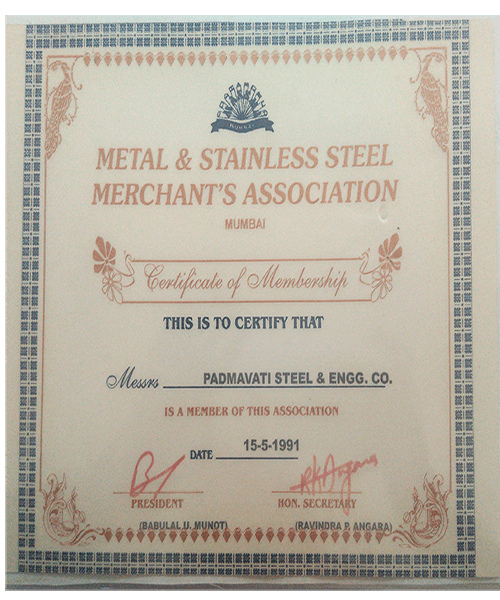 METAL & STAINLESS STEEL
MERCHANT'S ASSOCIATION
MUMBAI
Certificate of Membership
THIS IS TO CERTIFY THAT
Messrs PADMAVATI STEEL & ENGG. CO.
IS A MEMBER OF THIS ASSOCIATION
DATE 15-5-1991
PRESIDENT HON. SECRETARY
(BABULAL U. MUNOT) (RAVINDRA P. ANGARA)